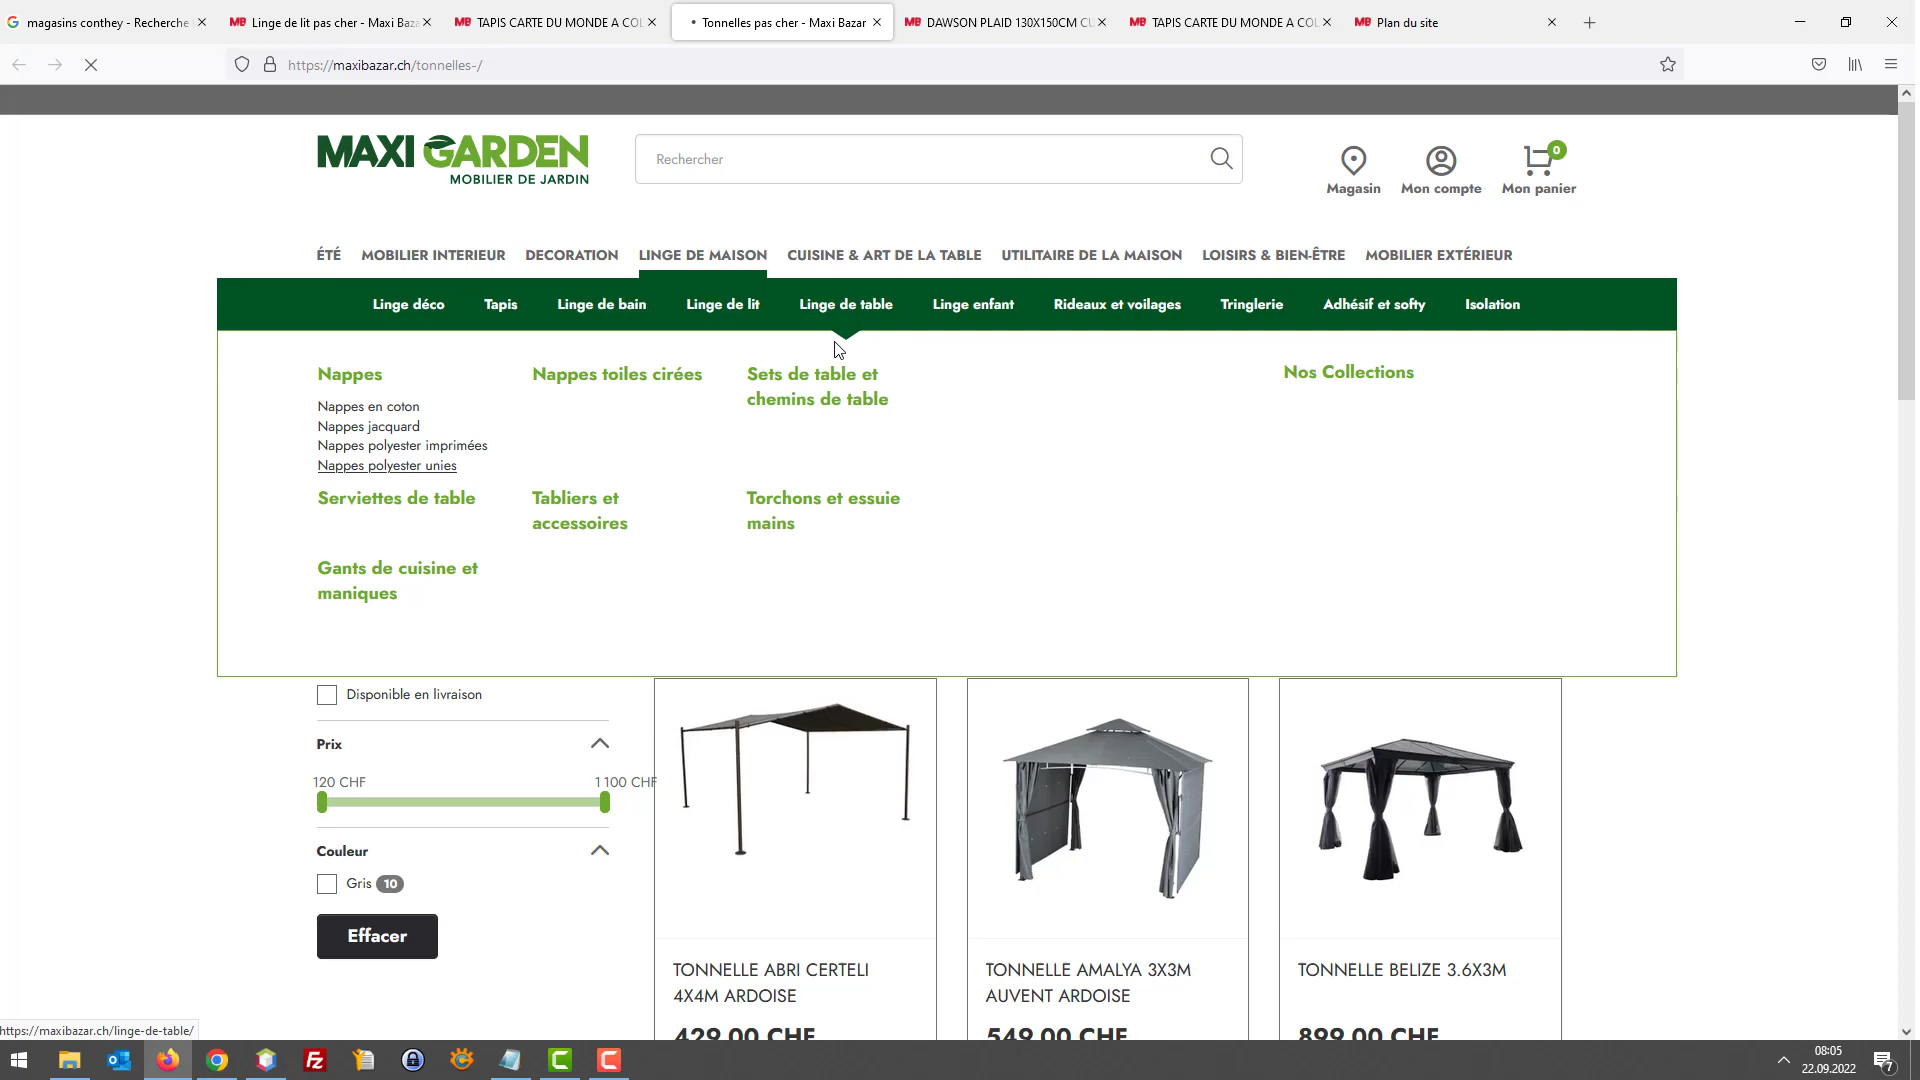 magasins conthey - Recherche
Linge de lit pas cher - Maxi Baza
TAPIS CARTE DU MONDE A COL
Tonnelles pas cher - Maxi Bazar
DAWSON PLAID 130X150CM CU
TAPIS CARTE DU MONDE A COL
Plan du site
https://maxibazar.ch/tonnelles-/
MAXI GARDEN
MOBILIER DE JARDIN
Rechercher
Magasin
Mon compte
0
Mon panier
ÉTÉ MOBILIER INTERIEUR DECORATION LINGE DE MAISON CUISINE & ART DE LA TABLE UTILITAIRE DE LA MAISON LOISIRS & BIEN-ÊTRE MOBILIER EXTÉRIEUR
Linge déco Tapis Linge de bain Linge de lit Linge de table Linge enfant Rideaux et voilages Tringlerie Adhésif et softy Isolation
Nappes
Nappes en coton
Nappes jacquard
Nappes polyester imprimées
Nappes polyester unies
Nappes toiles cirées
Sets de table et
chemins de table
Nos Collections
Serviettes de table
Tabliers et
accessoires
Torchons et essuie
mains
Gants de cuisine et
maniques
Disponible en livraison
Prix
120 CHF 1 100 CHF
Couleur
Gris 10
Effacer
TONNELLE ABRI CERTELI
4X4M ARDOISE
429.00 CHF
TONNELLE AMALYA 3X3M
AUVENT ARDOISE
549.00 CHF
TONNELLE BELIZE 3.6X3M
899.00 CHF
https://maxibazar.ch/linge-de-table/
08:05
22.09.2022
7